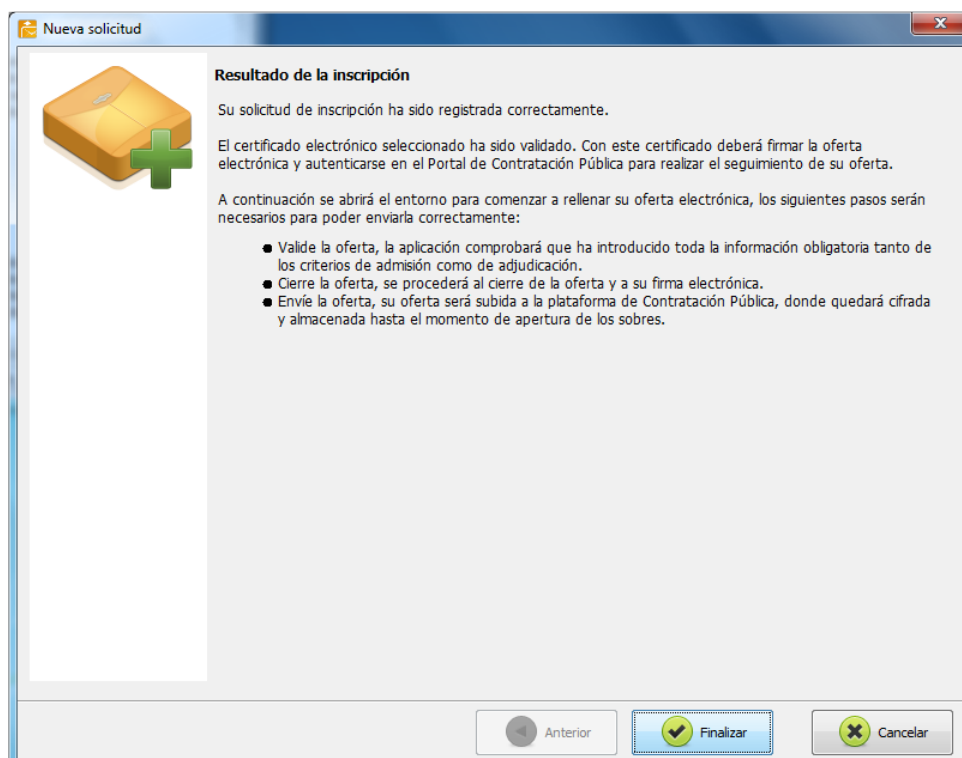 Nueva solicitud
Resultado de la inscripción
Su solicitud de inscripción ha sido registrada correctamente.
El certificado electrónico seleccionado ha sido validado. Con este certificado deberá firmar la oferta
electrónica y autenticarse en el Portal de Contratación Pública para realizar el seguimiento de su oferta.
A continuación se abrirá el entorno para comenzar a rellenar su oferta electrónica, los siguientes pasos serán
necesarios para poder enviarla correctamente:
● Valide la oferta, la aplicación comprobará que ha introducido toda la información obligatoria tanto de
los criterios de admisión como de adjudicación.
● Cierre la oferta, se procederá al cierre de la oferta y a su firma electrónica.
● Envíe la oferta, su oferta será subida a la plataforma de Contratación Pública, donde quedará cifrada
y almacenada hasta el momento de apertura de los sobres.
Anterior Finalizar Cancelar